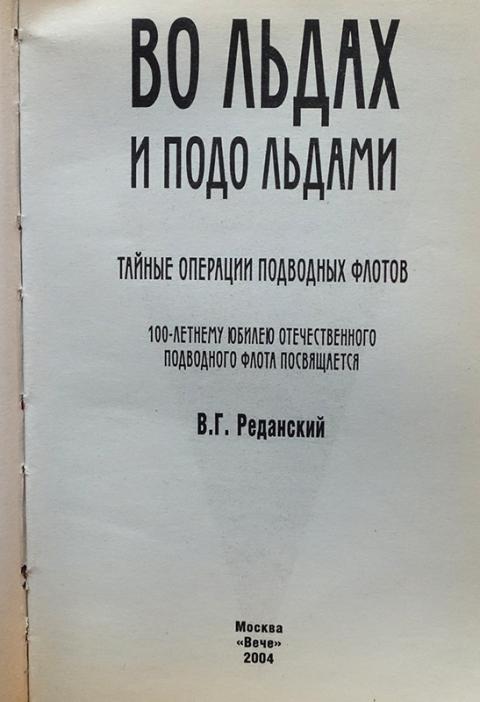 ВО ЛЬДАХ
И ПОДО ЛЬДАМИ
ТАЙНЫЕ ОПЕРАЦИИ ПОДВОДНЫХ ФЛОТОВ
100-ЛЕТНЕМУ ЮБИЛЕЮ ОТЕЧЕСТВЕННОГО
ПОДВОДНОГО ФЛОТА ПОСВЯЩАЕТСЯ
В.Г. Реданский
Москва
«Вече»
2004